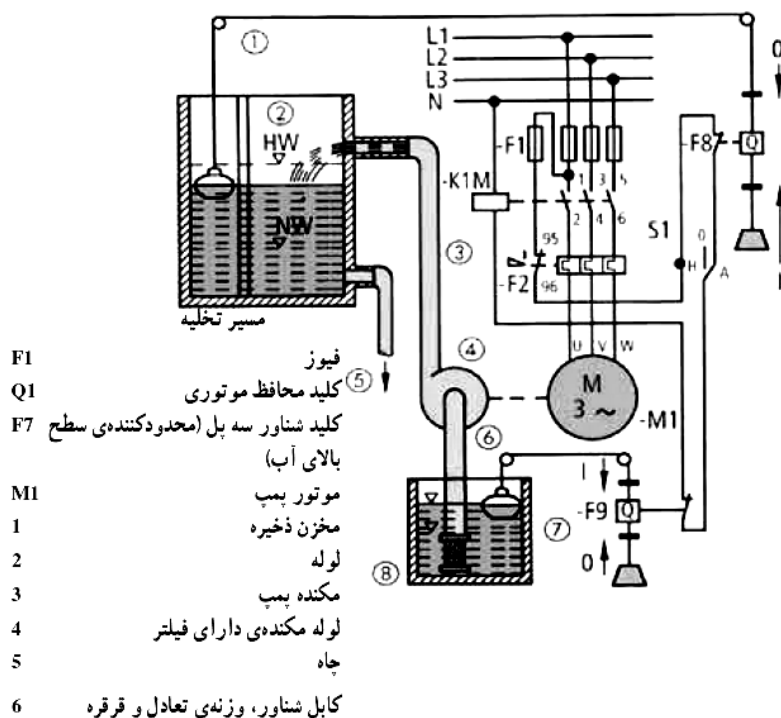 ①
L1
L2
L3
N
0
②
HW
-F1
-F8
Q
-K1M
1 3 5
2 4 6
S1
NW
③
95
-F2
96
0
H
A
I
مسیر تخلیه
④
U V W
M
3 ~
-M1
⑤
⑥
⑦
I
-F9
Q
0
⑧
فیوز F1
کلید محافظ موتوری Q1
کلید شناور سه پل (محدودکننده‌ی سطح F7
بالای آب)
موتور پمپ M1
مخزن ذخیره 1
لوله 2
مکنده پمپ 3
لوله مکنده‌ی دارای فیلتر 4
چاه 5
کابل شناور، وزنه‌ی تعادل و قرقره 6